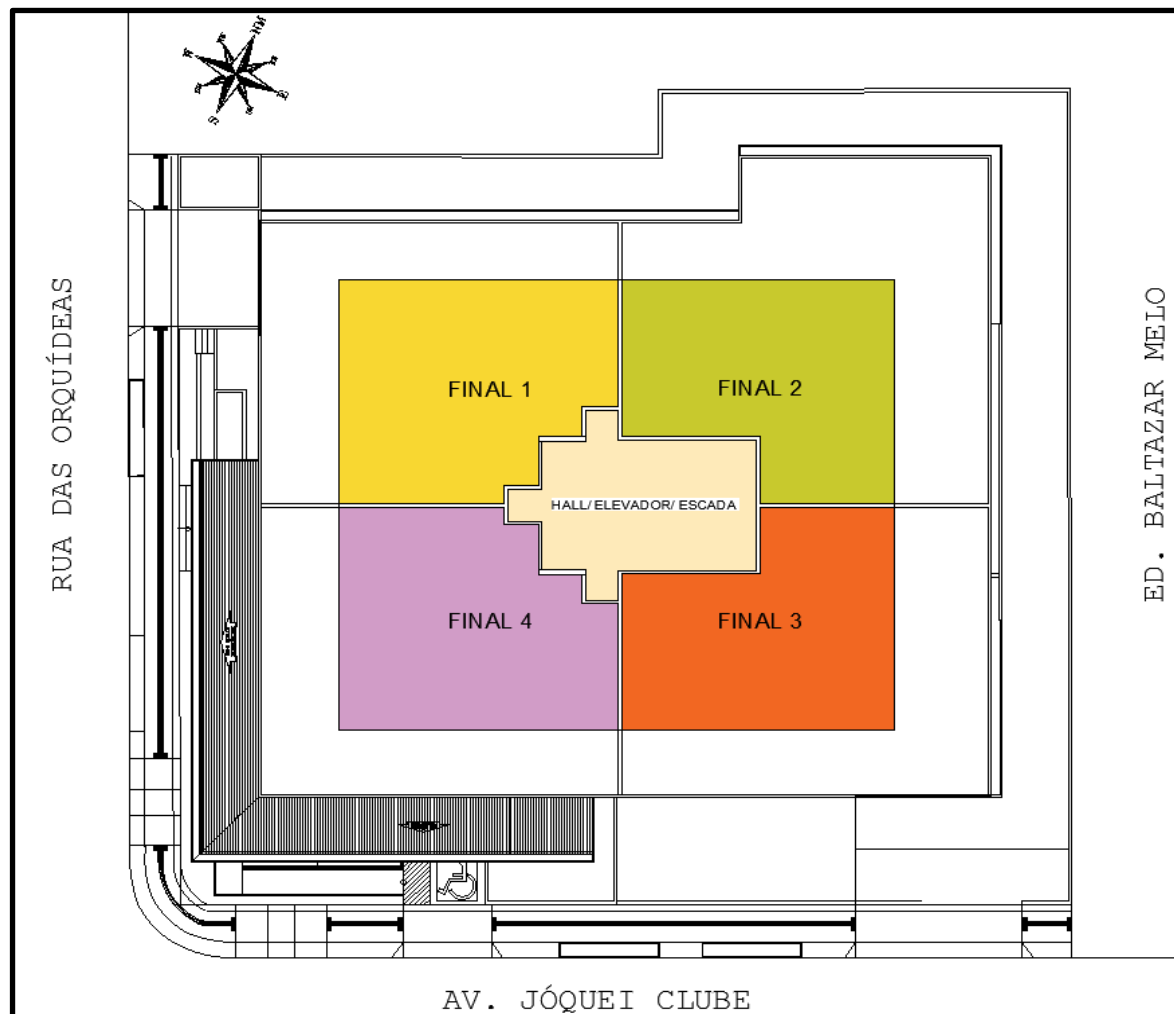 RUA DAS ORQUÍDEAS
FINAL 1
FINAL 2
ED. BALTAZAR MELO
HALL/ ELEVADOR/ ESCADA
FINAL 4
FINAL 3
AV. JÓQUEI CLUBE
S
E